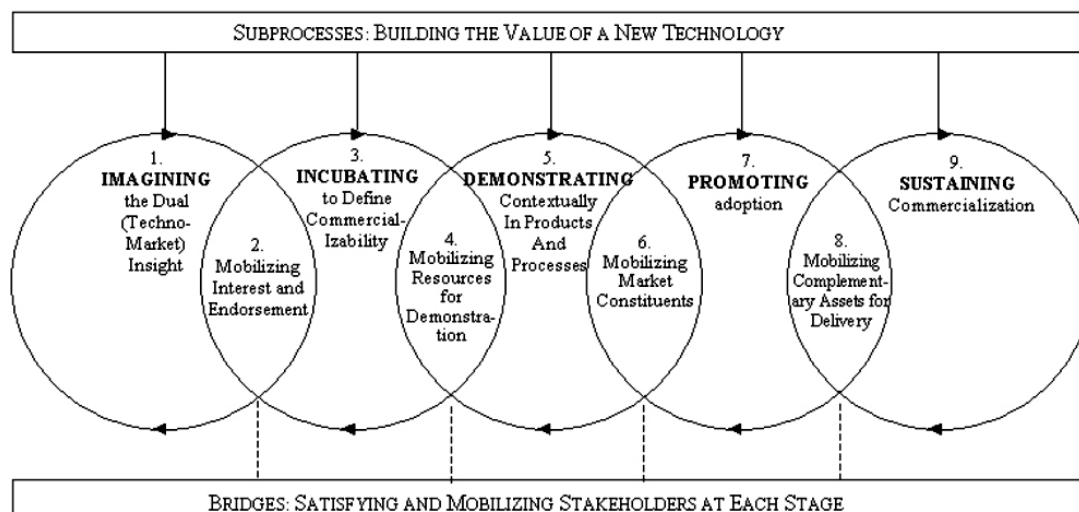 SUBPROCESSES: BUILDING THE VALUE OF A NEW TECHNOLOGY
1.
IMAGINING
the Dual
(Techno-
Market)
Insight
2.
Mobilizing
Interest and
Endorsement
3.
INCUBATING
to Define
Commercial-
Izability
4.
Mobilizing
Resources
for
Demonstra-
tion
5.
DEMONSTRATING
Contextually
In Products
And
Processes
6.
Mobilizing
Market
Constituents
7.
PROMOTING
adoption
8.
Mobilizing
Complement-
ary Assets for
Delivery
9.
SUSTAINING
Commercialization
BRIDGES: SATISFYING AND MOBILIZING STAKEHOLDERS AT EACH STAGE